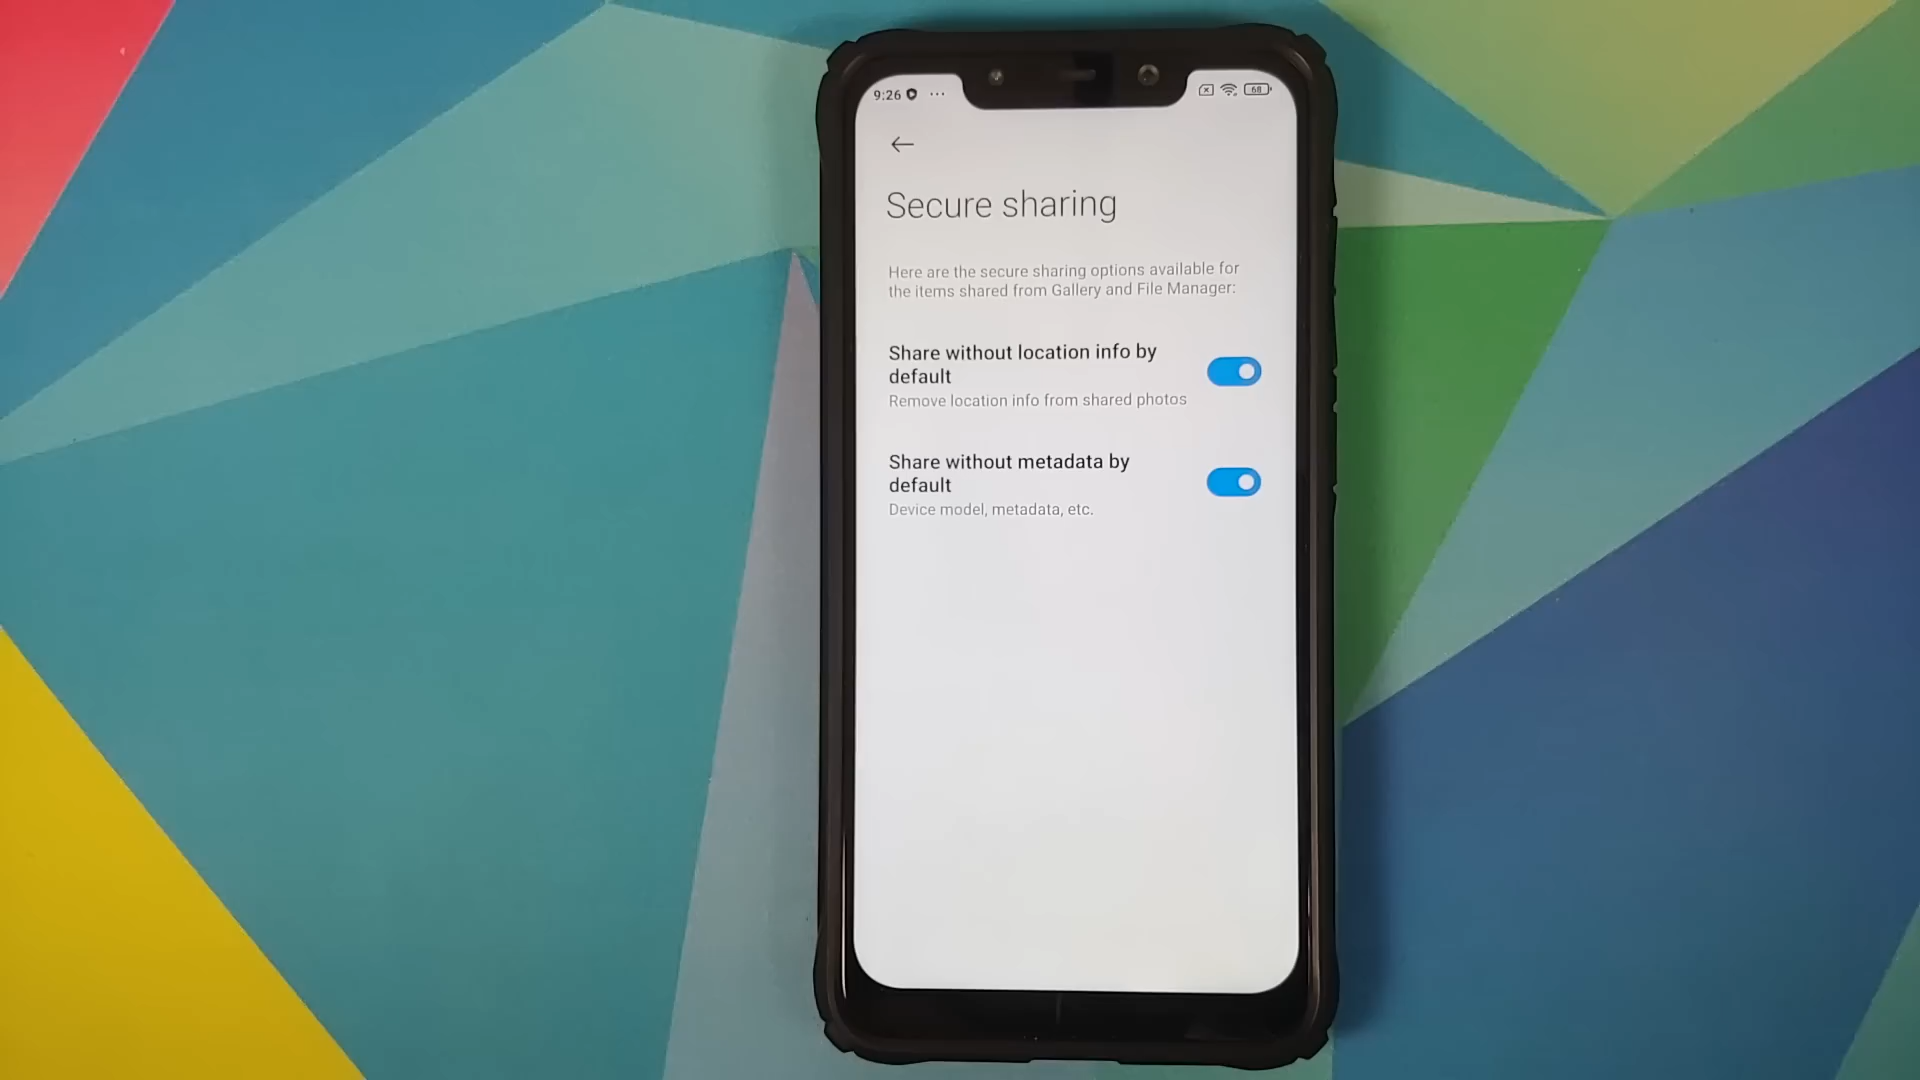 9:26 ... 68
Secure sharing
Here are the secure sharing options available for
the items shared from Gallery and File Manager:
Share without location info by
default
Remove location info from shared photos
Share without metadata by
default
Device model, metadata, etc.